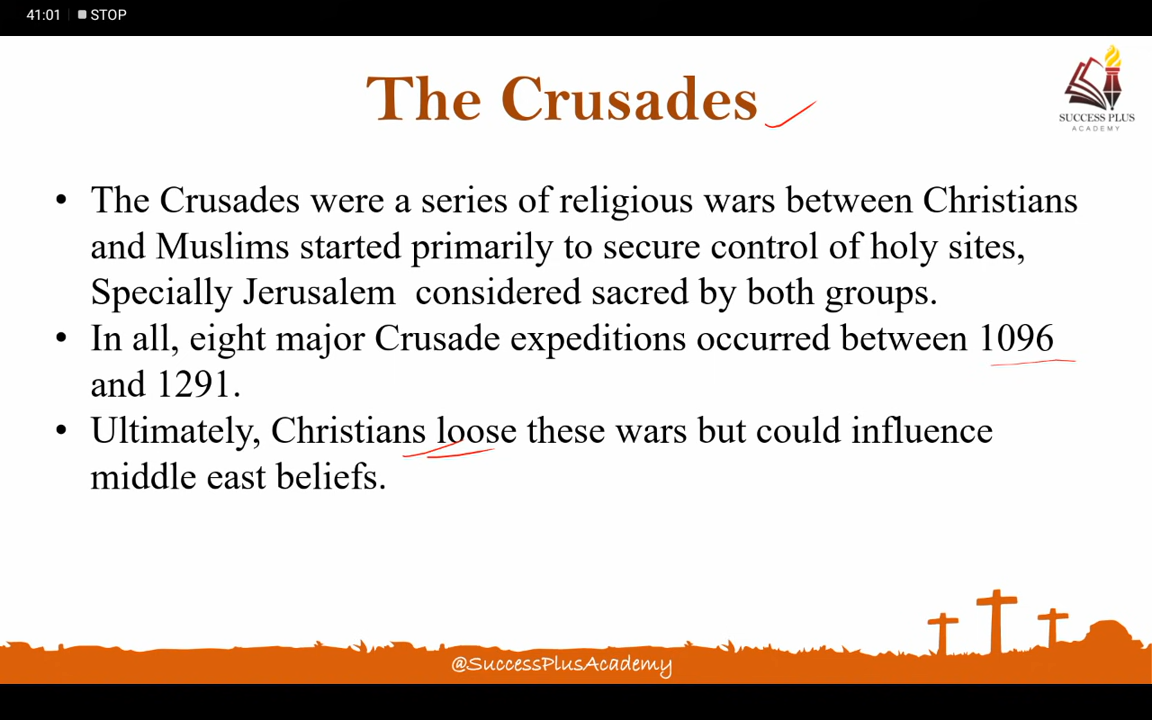 41:01 STOP
The Crusades
SUCCESS PLUS
ACADEMY
• The Crusades were a series of religious wars between Christians
and Muslims started primarily to secure control of holy sites,
Specially Jerusalem considered sacred by both groups.
• In all, eight major Crusade expeditions occurred between 1096
and 1291.
• Ultimately, Christians loose these wars but could influence
middle east beliefs.
@SuccessPlusAcademy